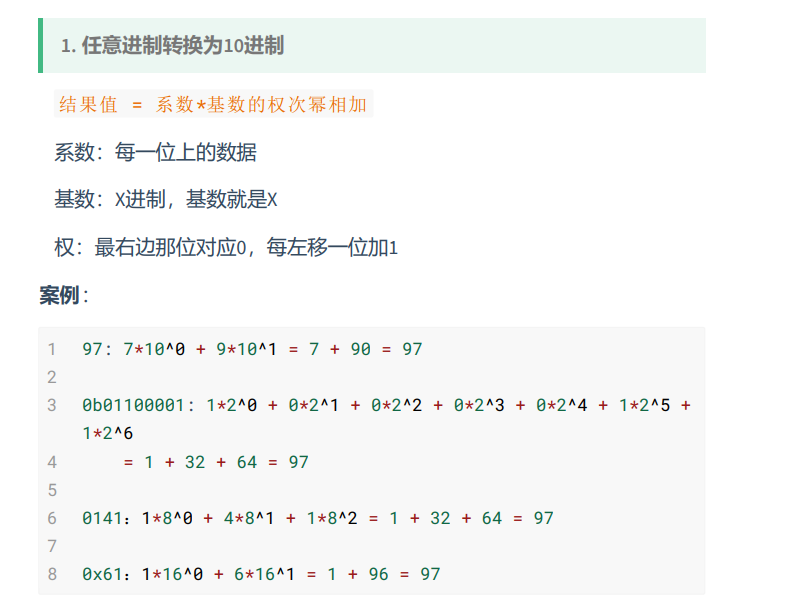 1. 任意进制转换为10进制
结果值 = 系数*基数的权次幂相加
系数：每一位上的数据
基数：X进制，基数就是X
权：最右边那位对应0，每左移一位加1
案例：
1 97: 7*10^0 + 9*10^1 = 7 + 90 = 97
2
3 0b01100001: 1*2^0 + 0*2^1 + 0*2^2 + 0*2^3 + 0*2^4 + 1*2^5 +
1*2^6
4 = 1 + 32 + 64 = 97
5
6 0141：1*8^0 + 4*8^1 + 1*8^2 = 1 + 32 + 64 = 97
7
8 0x61：1*16^0 + 6*16^1 = 1 + 96 = 97